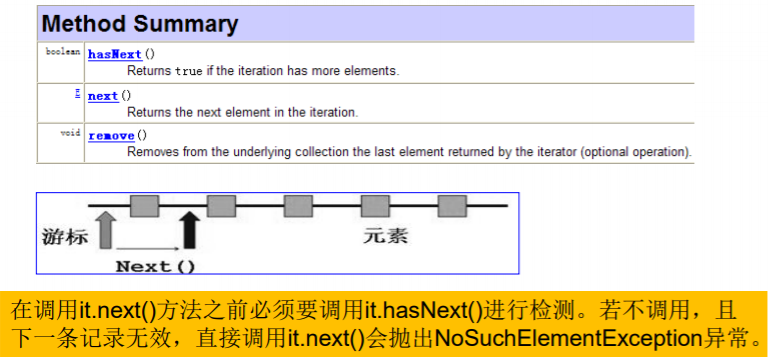 Method Summary
boolean hasNext()
Returns true if the iteration has more elements.
E next()
Returns the next element in the iteration.
void remove()
Removes from the underlying collection the last element returned by the iterator (optional operation).
游标 元素
Next()
在调用it.next()方法之前必须要调用it.hasNext()进行检测。若不调用，且
下一条记录无效，直接调用it.next()会抛出NoSuchElementException异常。